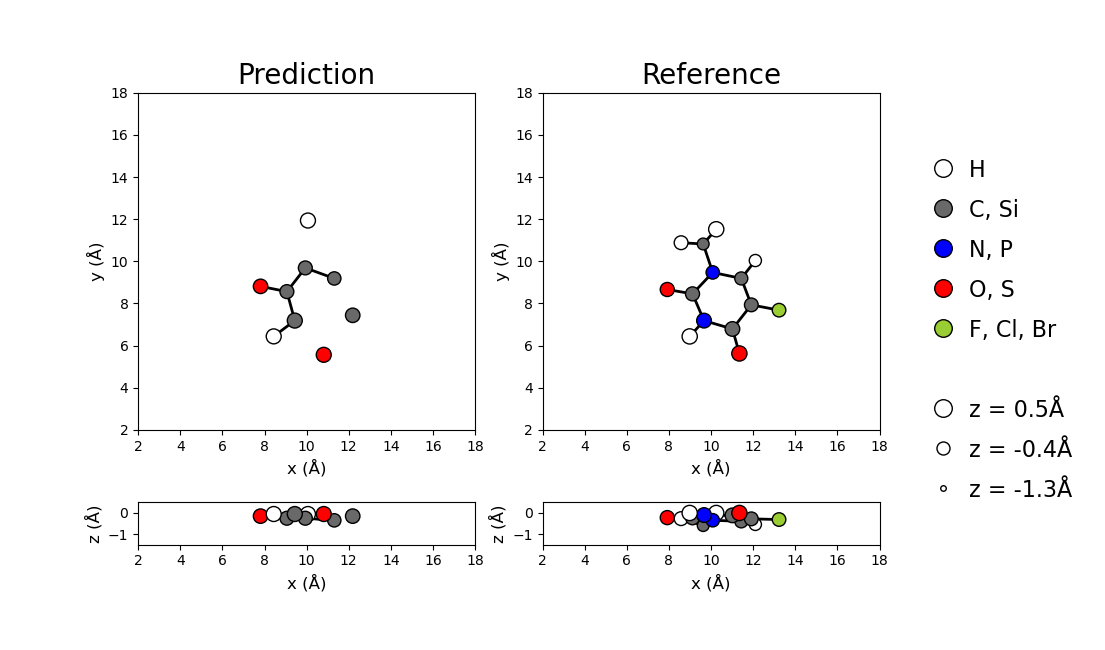 Prediction
Reference
18
16
14
12
10
8
6
4
2
y (Å)
2 4 6 8 10 12 14 16 18
x (Å)
18
16
14
12
10
8
6
4
2
y (Å)
2 4 6 8 10 12 14 16 18
x (Å)
H
C, Si
N, P
O, S
F, Cl, Br
z = 0.5Å
z = -0.4Å
z = -1.3Å
0
−1
z (Å)
2 4 6 8 10 12 14 16 18
x (Å)
0
−1
z (Å)
2 4 6 8 10 12 14 16 18
x (Å)